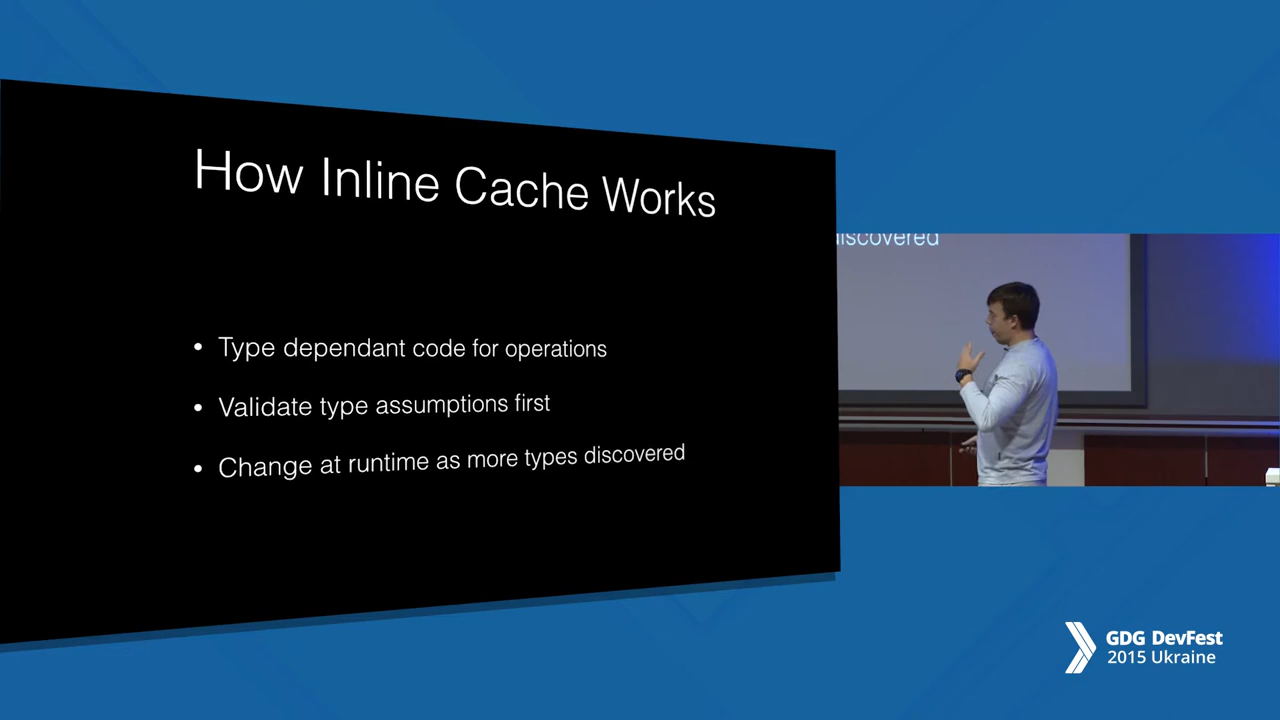 How Inline Cache Works
• Type dependant code for operations
• Validate type assumptions first
• Change at runtime as more types discovered
discovered
GDG DevFest
2015 Ukraine